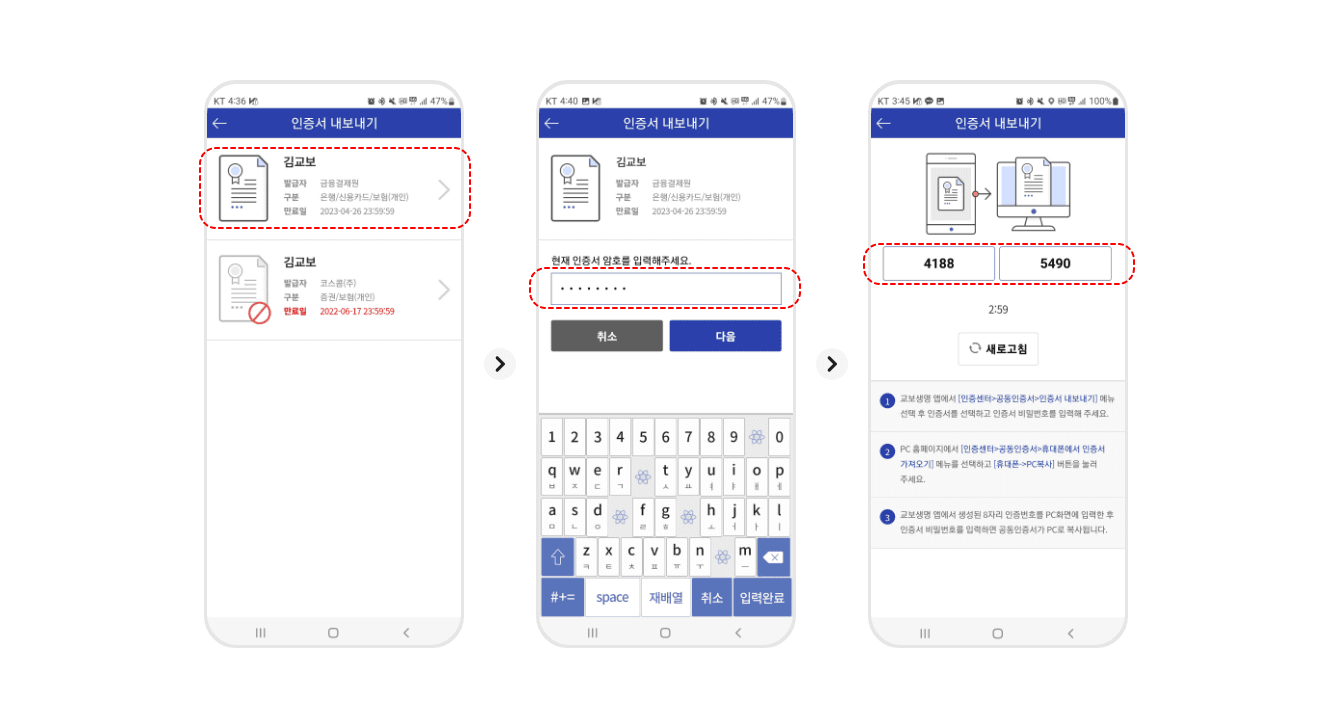 KT 4:36
47%
인증서 내보내기
김교보
발급자 금융결제원
구분 은행/신용카드/보험(개인)
만료일 2023-04-26 23:59:59
김교보
발급자 코스콤(주)
구분 증권/보험(개인)
만료일 2022-06-17 23:59:59
KT 4:40
47%
인증서 내보내기
김교보
발급자 금융결제원
구분 은행/신용카드/보험(개인)
만료일 2023-04-26 23:59:59
현재 인증서 암호를 입력해주세요.
취소 다음
1 2 3 4 5 6 7 8 9 0
q w e r t y u i o p
ㅂ ㅈ ㄷ ㄱ ㅅ ㅛ ㅕ ㅑ ㅐ ㅔ
a s d f g h j k l
ㅁ ㄴ ㅇ ㄹ ㅎ ㅗ ㅓ ㅏ ㅣ
z x c v b n m
ㅋ ㅌ ㅊ ㅍ ㅠ ㅜ ㅡ
#+= space 재배열 취소 입력완료
KT 3:45
100%
인증서 내보내기
4188 5490
2:59
새로고침
1 교보생명 앱에서 [인증센터>공동인증서>인증서 내보내기] 메뉴
선택 후 인증서를 선택하고 인증서 비밀번호를 입력해 주세요.
2 PC 홈페이지에서 [인증센터>공동인증서>휴대폰에서 인증서
가져오기] 메뉴를 선택하고 [휴대폰->PC복사] 버튼을 눌러
주세요.
3 교보생명 앱에서 생성된 8자리 인증번호를 PC화면에 입력한 후
인증서 비밀번호를 입력하면 공동인증서가 PC로 복사됩니다.